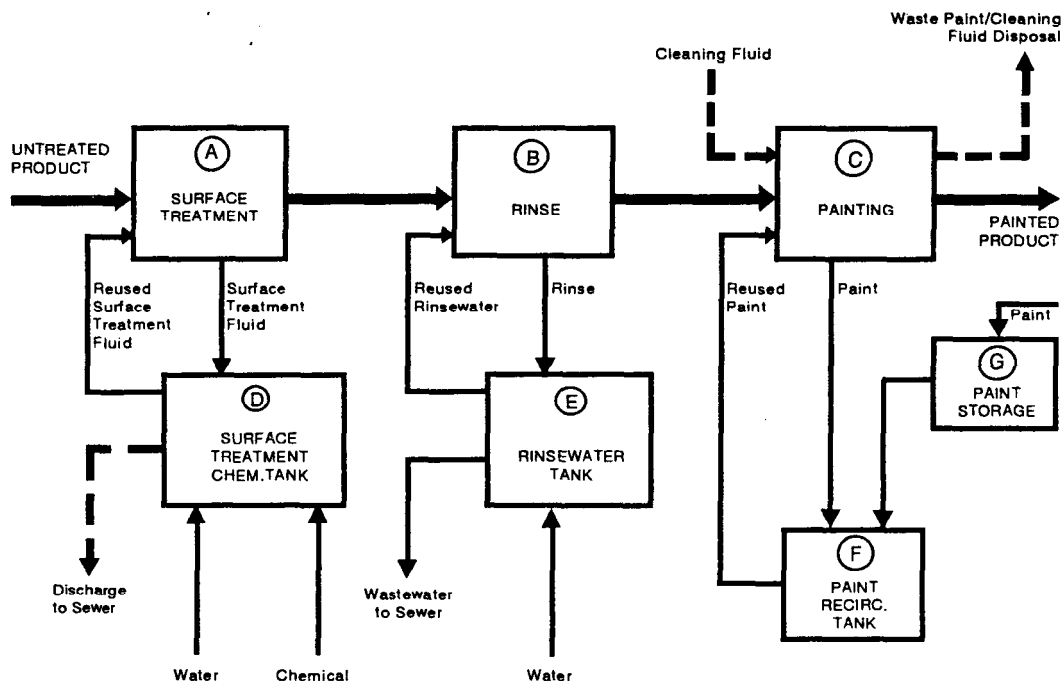 Waste Paint/Cleaning
Fluid Disposal
Cleaning Fluid
UNTREATED
PRODUCT
A
SURFACE
TREATMENT
B
RINSE
C
PAINTING
PAINTED
PRODUCT
Reused
Surface
Treatment
Fluid
Surface
Treatment
Fluid
Reused
Rinsewater
Rinse
Reused
Paint
Paint
Paint
G
PAINT
STORAGE
D
SURFACE
TREATMENT
CHEM.TANK
E
RINSEWATER
TANK
F
PAINT
RECIRC.
TANK
Discharge
to Sewer
Wastewater
to Sewer
Water
Chemical
Water